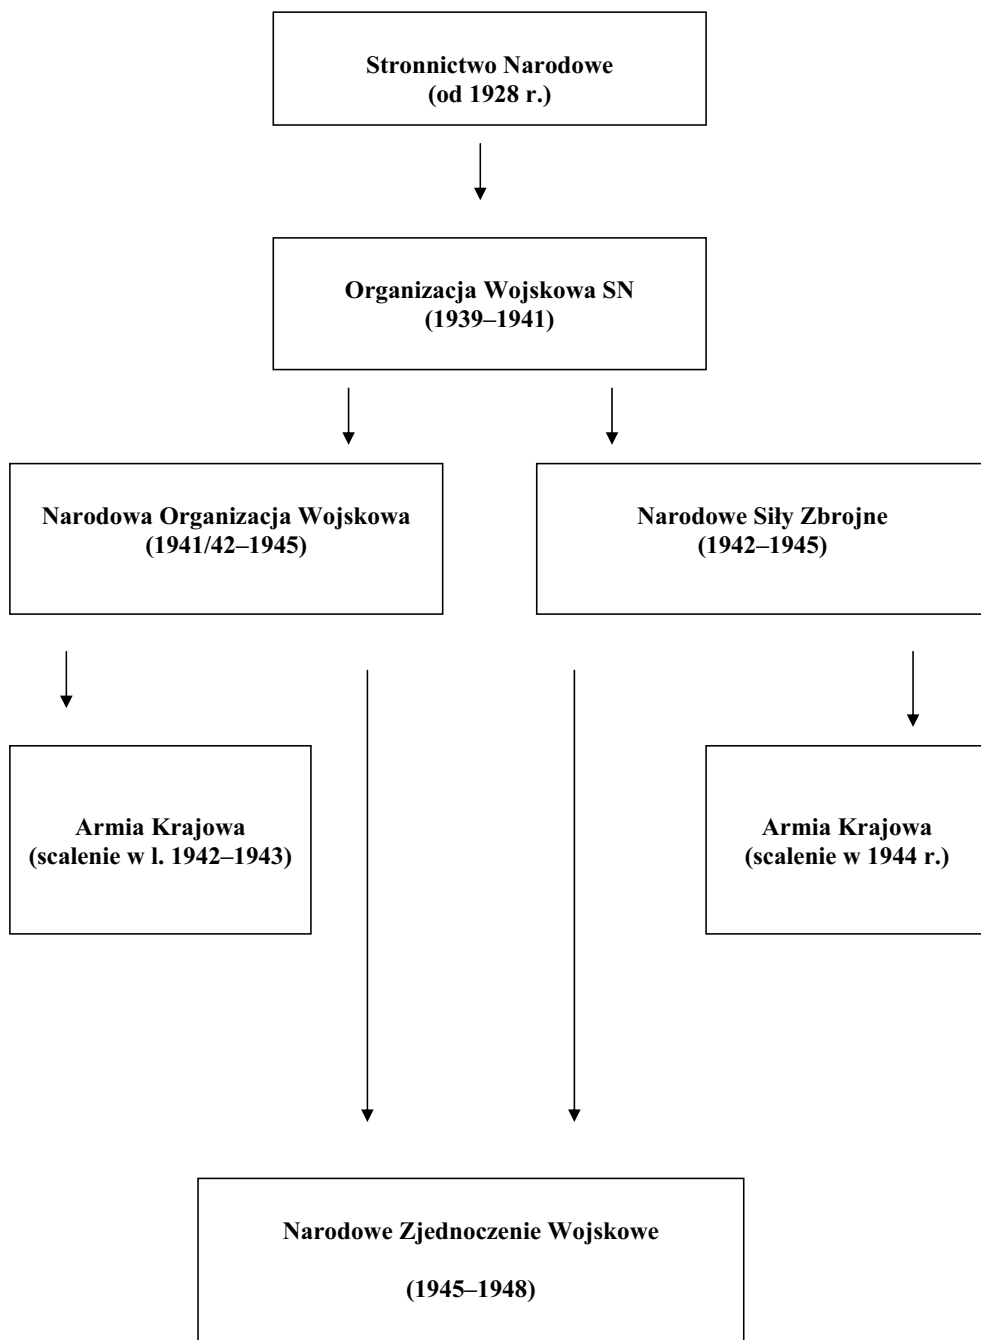 Stronnictwo Narodowe
(od 1928 r.)
Organizacja Wojskowa SN
(1939–1941)
Narodowa Organizacja Wojskowa
(1941/42–1945)
Narodowe Siły Zbrojne
(1942–1945)
Armia Krajowa
(scalenie w l. 1942–1943)
Armia Krajowa
(scalenie w 1944 r.)
Narodowe Zjednoczenie Wojskowe
(1945–1948)